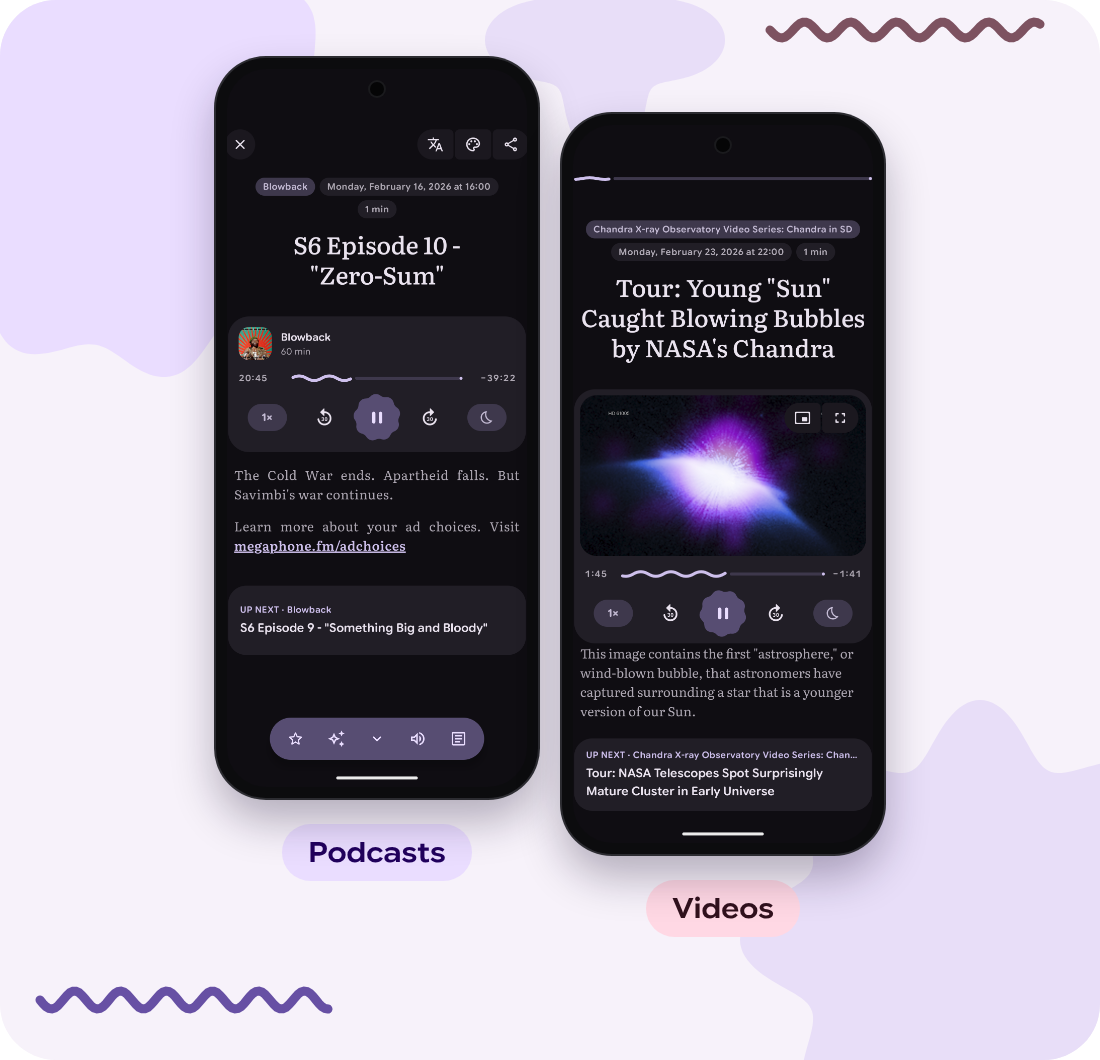 Blowback
Monday, February 16, 2026 at 16:00
1 min
S6 Episode 10 -
"Zero-Sum"
Blowback
60 min
20:45
-39:22
1×
30
30
The Cold War ends. Apartheid falls. But
Savimbi's war continues.
Learn more about your ad choices. Visit
megaphone.fm/adchoices
UP NEXT · Blowback
S6 Episode 9 - "Something Big and Bloody"
Podcasts
Chandra X-ray Observatory Video Series: Chandra in SD
Monday, February 23, 2026 at 22:00
1 min
Tour: Young "Sun"
Caught Blowing Bubbles
by NASA's Chandra
1:45
-1:41
1×
30
30
This image contains the first "astrosphere," or
wind-blown bubble, that astronomers have
captured surrounding a star that is a younger
version of our Sun.
UP NEXT · Chandra X-ray Observatory Video Series: Chan...
Tour: NASA Telescopes Spot Surprisingly
Mature Cluster in Early Universe
Videos